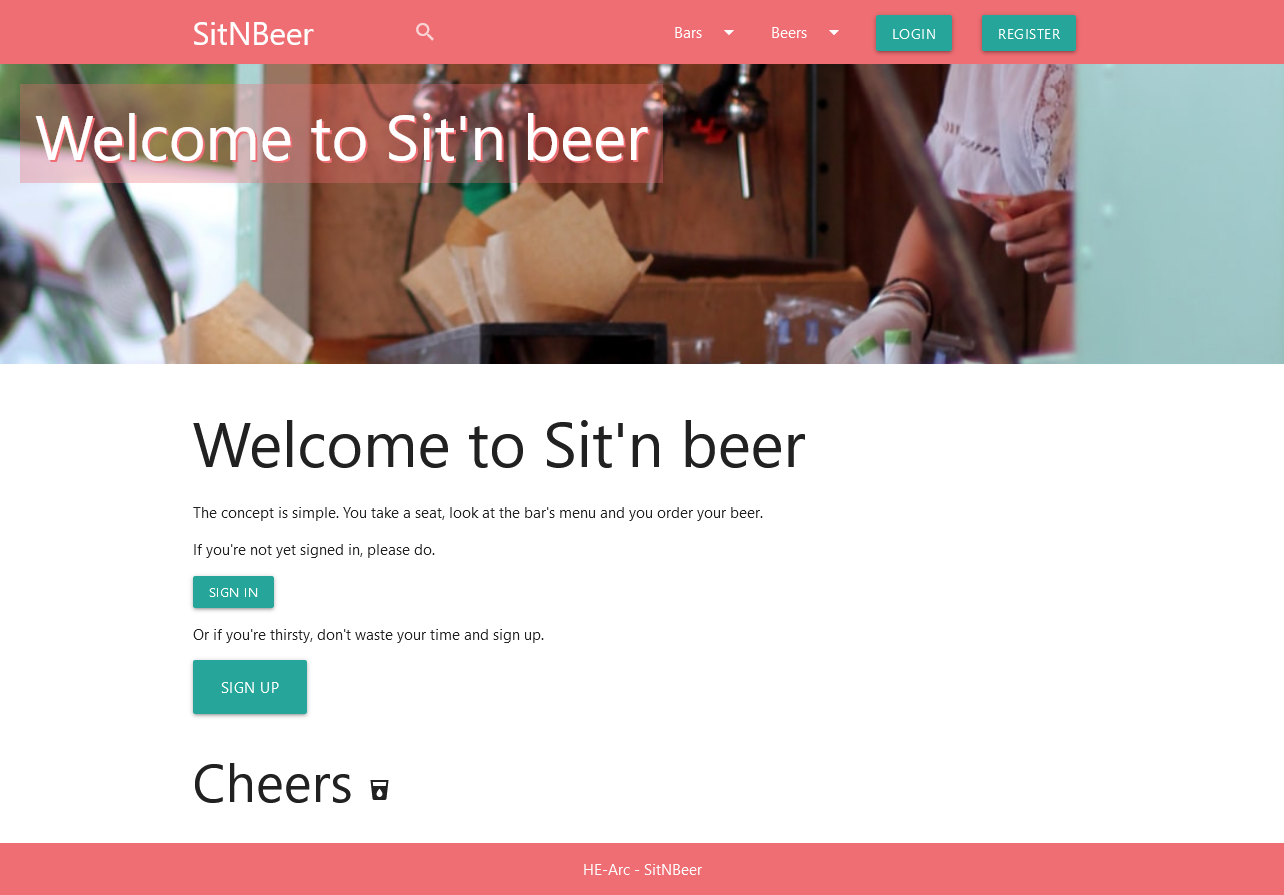 SitNBeer
Bars
Beers
LOGIN
REGISTER
Welcome to Sit'n beer
Welcome to Sit'n beer
The concept is simple. You take a seat, look at the bar's menu and you order your beer.
If you're not yet signed in, please do.
SIGN IN
Or if you're thirsty, don't waste your time and sign up.
SIGN UP
Cheers
HE-Arc - SitNBeer